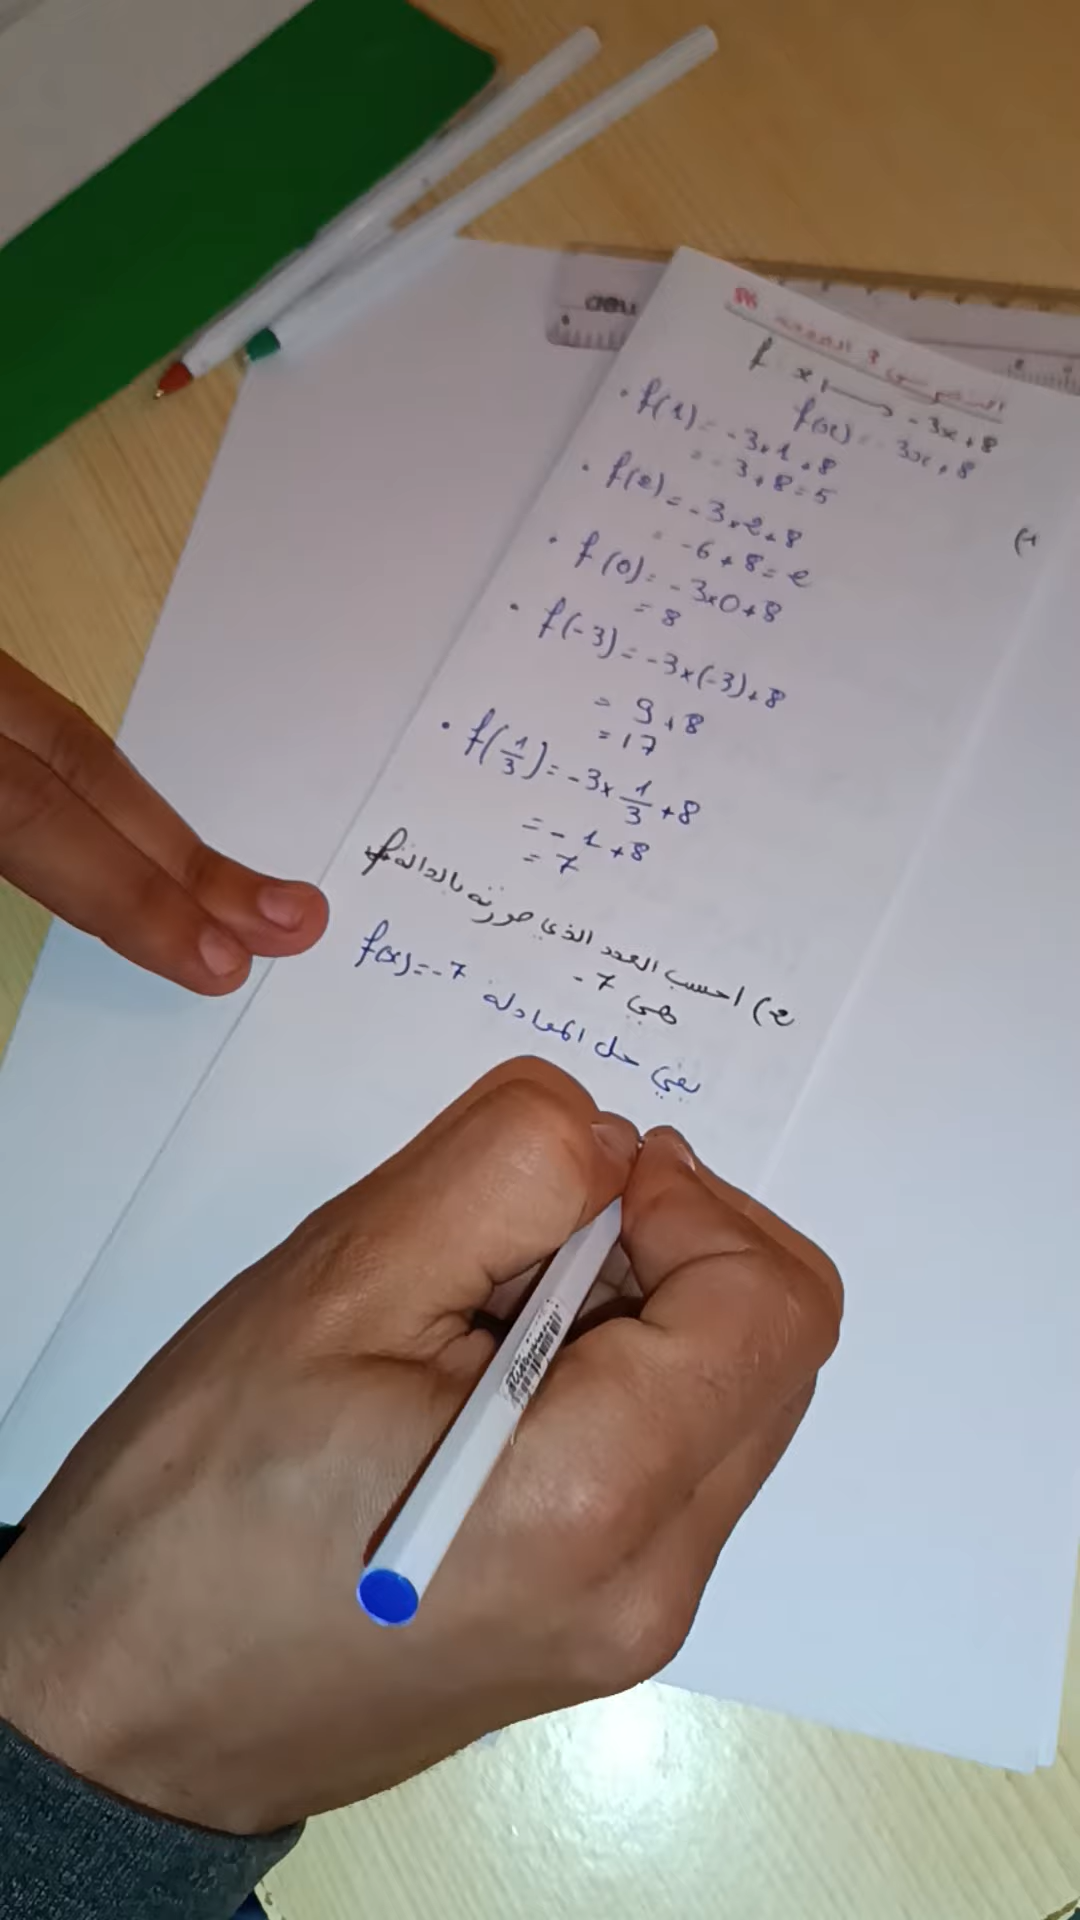 التمرين 3 الصفحة
f : x ⟼ -3x+8
f(x) = -3x+8
(1
• f(1) = -3×1+8
= -3+8=5
• f(2) = -3×2+8
= -6+8=2
• f(0) = -3×0+8
= 8
• f(-3) = -3×(-3)+8
= 9+8
= 17
• f(1/3) = -3×1/3+8
= -1+8
= 7
2) احسب العدد الذي صورته بالدالة f
هي -7
يعني حل المعادلة f(x)=-7